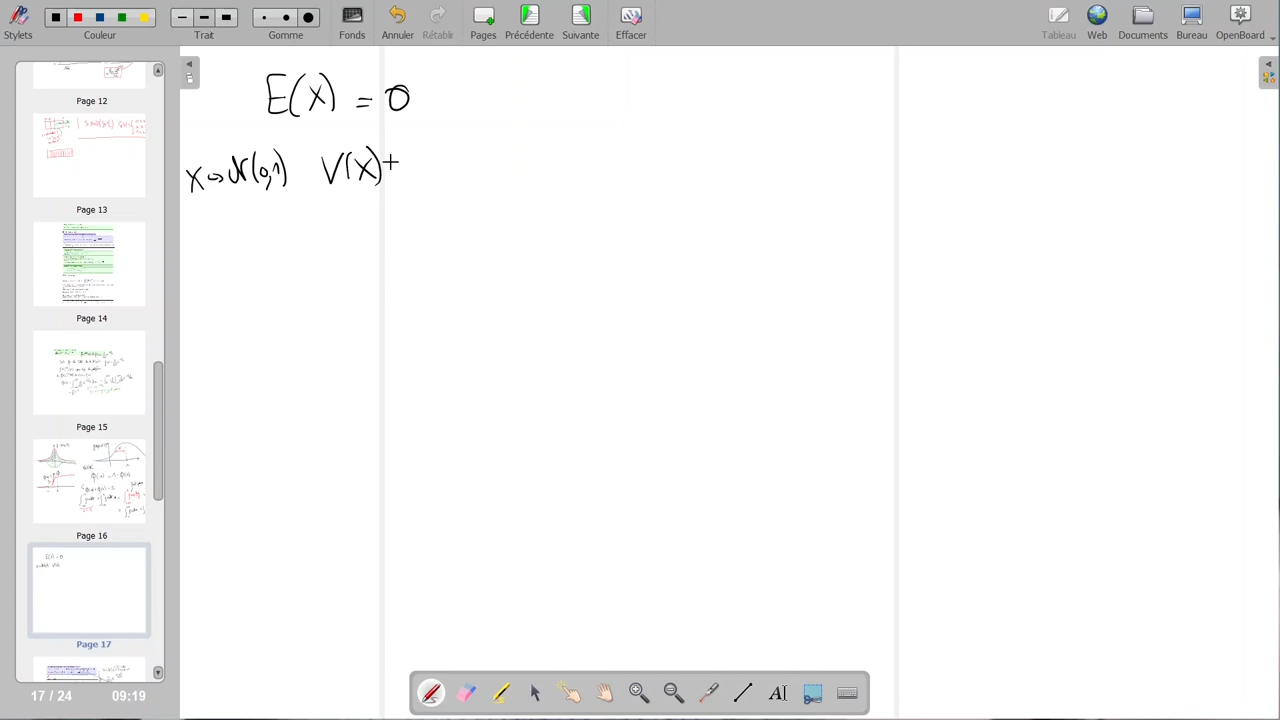 Stylets
Couleur
Trait
Gomme
Fonds
Annuler
Rétablir
Pages
Précédente
Suivante
Effacer
Tableau
Web
Documents
Bureau
OpenBoard
Page 12
Page 13
Page 14
Page 15
Page 16
Page 17
17 / 24
09:19
E(X) = 0
X ↪ N(0,1) V(X)